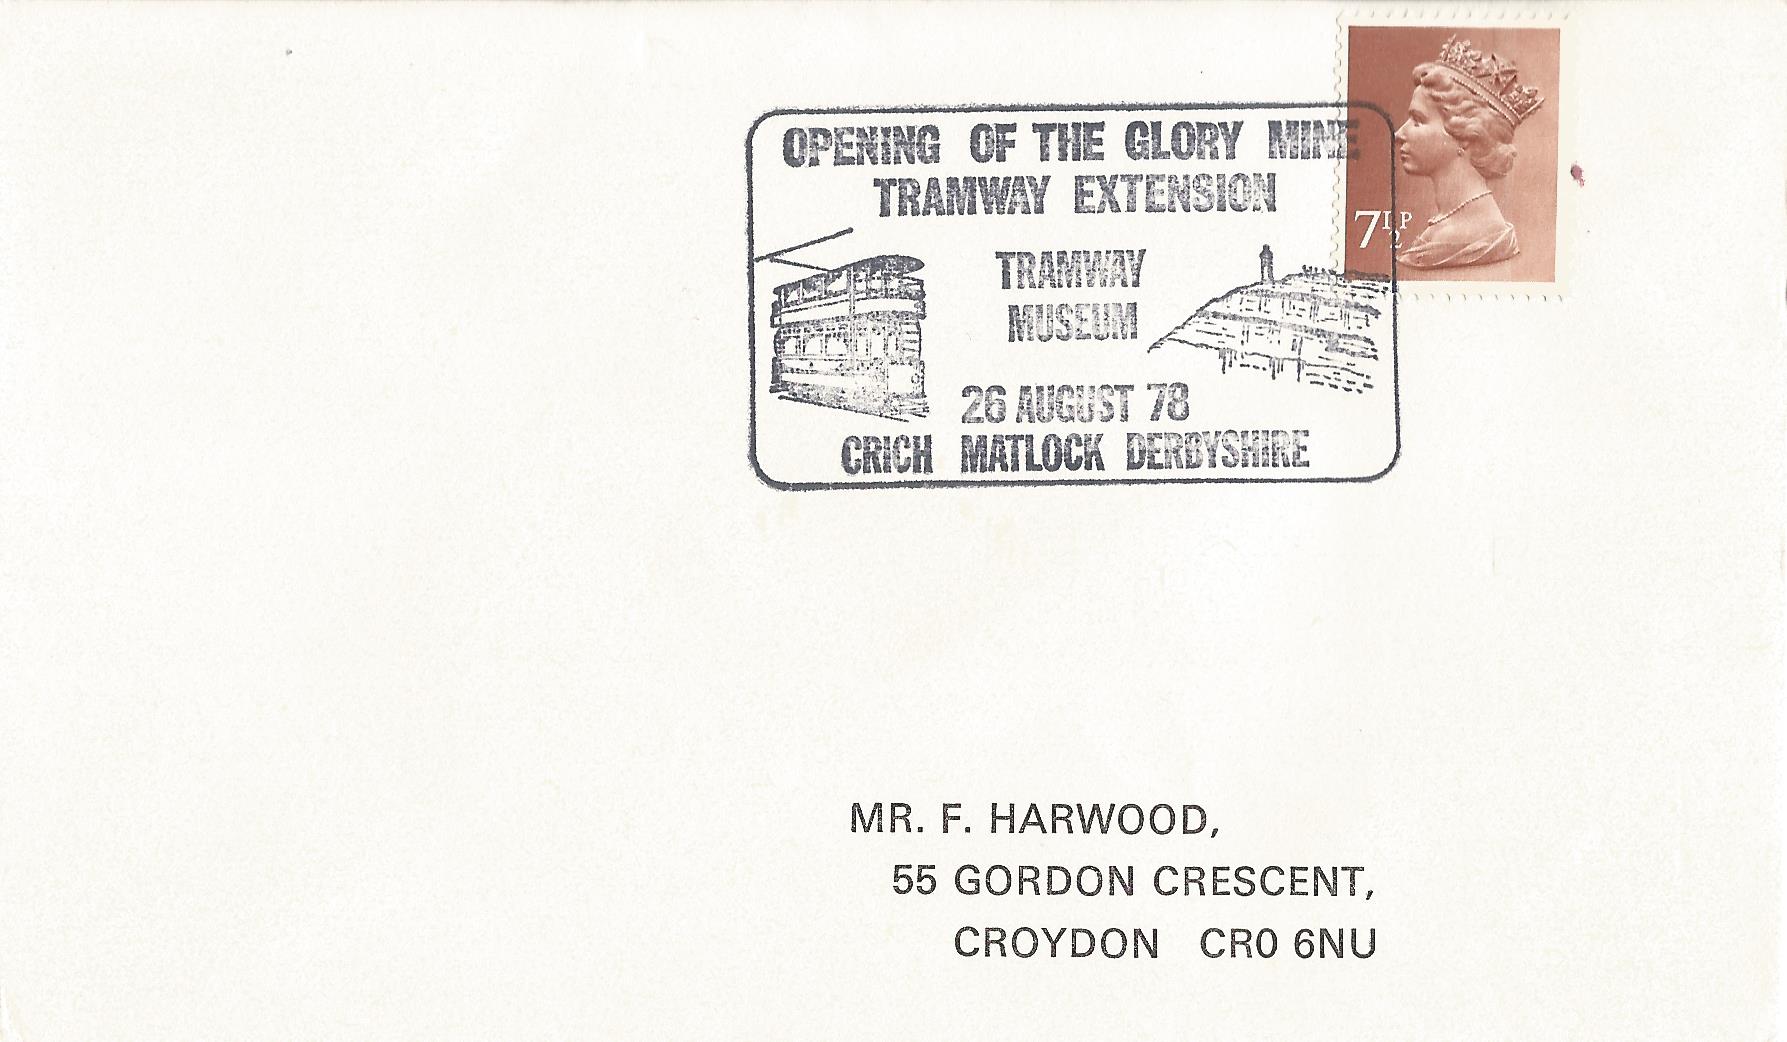 OPENING OF THE GLORY MINE
TRAMWAY EXTENSION
TRAMWAY
MUSEUM
26 AUGUST 78
CRICH MATLOCK DERBYSHIRE
7½P
MR. F. HARWOOD,
55 GORDON CRESCENT,
CROYDON CR0 6NU